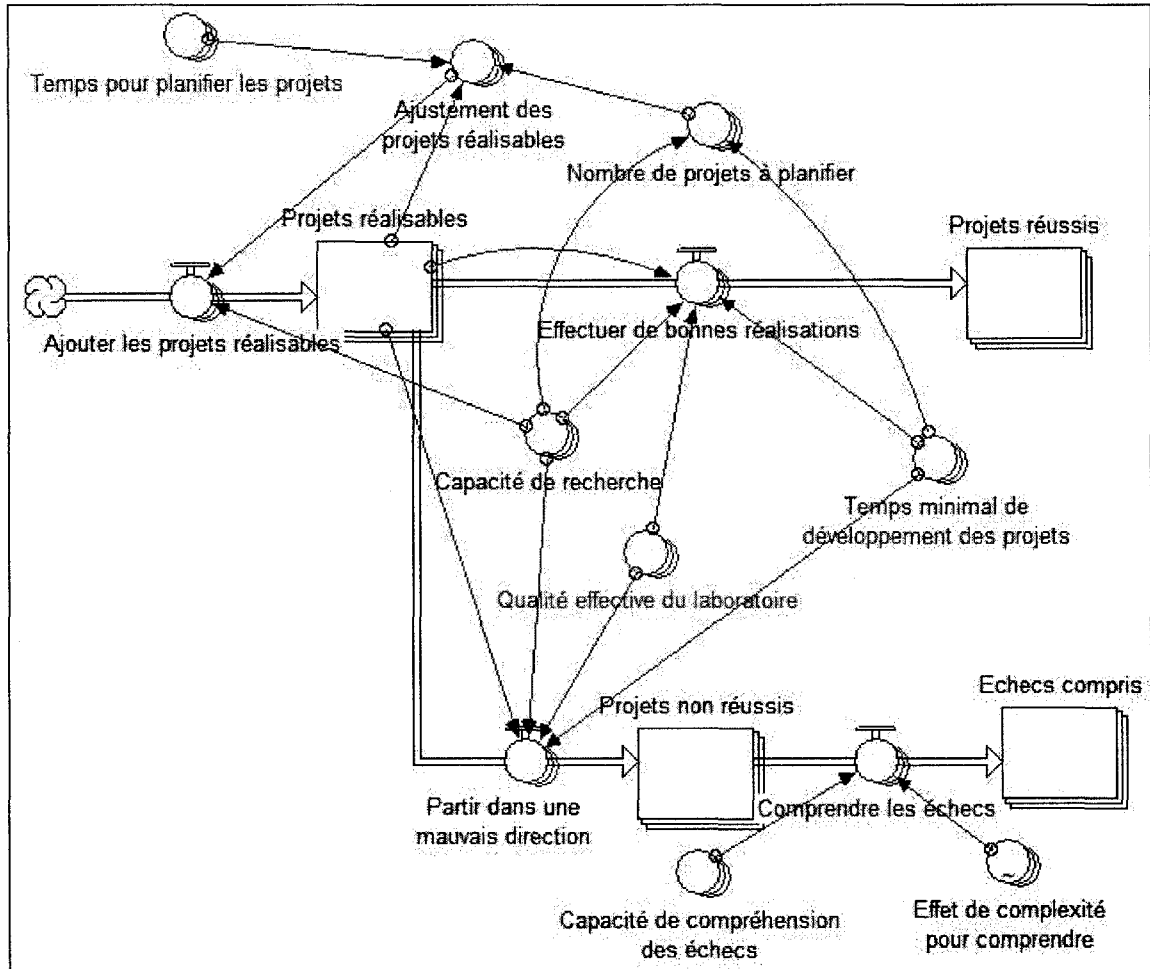 Temps pour planifier les projets
Ajustement des
projets réalisables
Nombre de projets à planifier
Projets réalisables
Projets réussis
Ajouter les projets réalisables
Effectuer de bonnes réalisations
Capacité de recherche
Temps minimal de
développement des projets
Qualité effective du laboratoire
Projets non réussis
Echecs compris
Partir dans une
mauvais direction
Comprendre les échecs
Capacité de compréhension
des échecs
Effet de complexité
pour comprendre
~